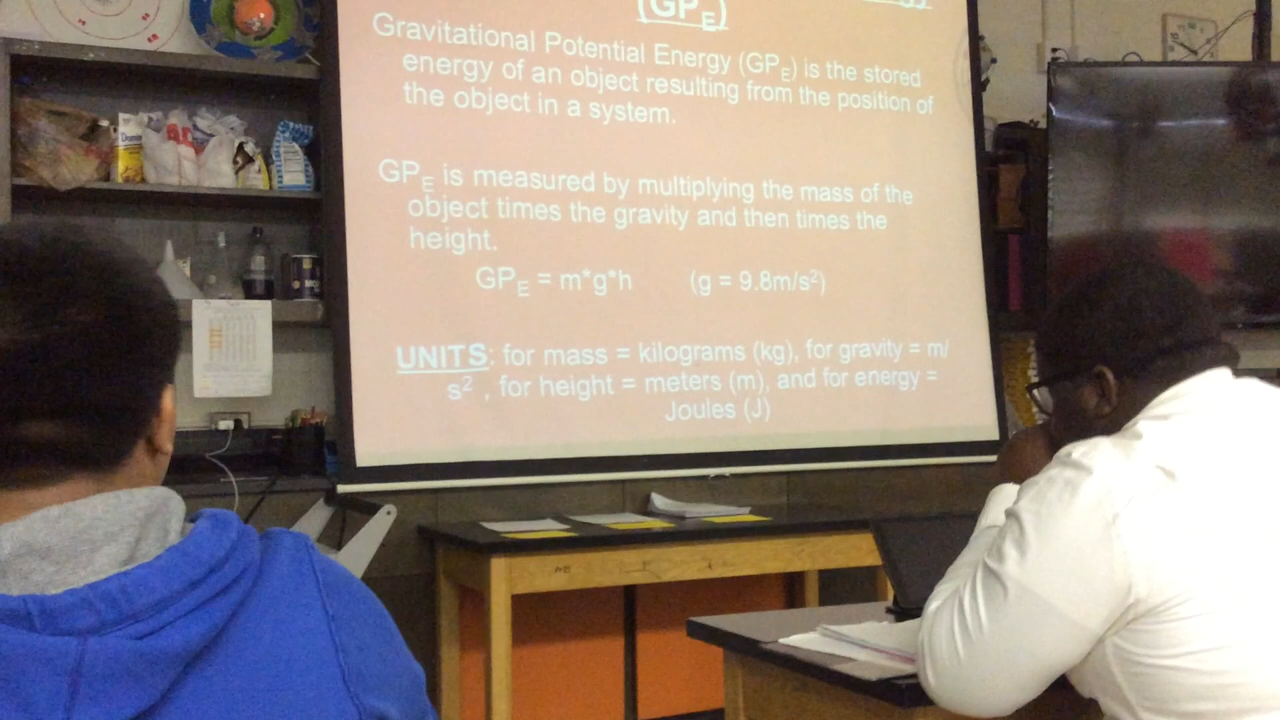 (GPE)
Gravitational Potential Energy (GPE) is the stored
energy of an object resulting from the position of
the object in a system.
GPE is measured by multiplying the mass of the
object times the gravity and then times the
height.
GPE = m*g*h (g = 9.8m/s²)
UNITS: for mass = kilograms (kg), for gravity = m/
s² , for height = meters (m), and for energy =
Joules (J)